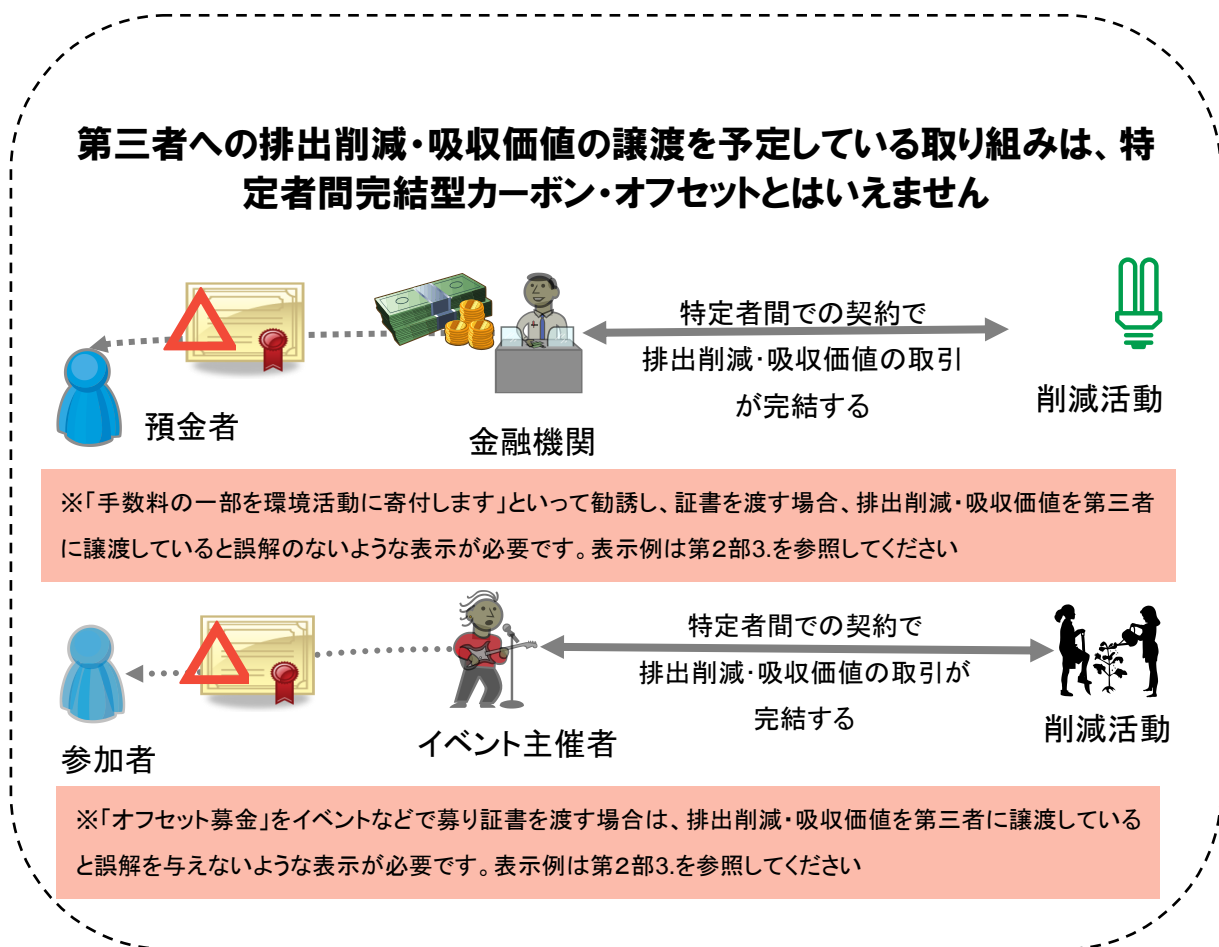 第三者への排出削減・吸収価値の譲渡を予定している取り組みは、特
定者間完結型カーボン・オフセットとはいえません
特定者間での契約で
排出削減・吸収価値の取引
が完結する
預金者
金融機関
削減活動
※「手数料の一部を環境活動に寄付します」といって勧誘し、証書を渡す場合、排出削減・吸収価値を第三者
に譲渡していると誤解のないような表示が必要です。表示例は第2部3.を参照してください
特定者間での契約で
排出削減・吸収価値の取引が
完結する
参加者
イベント主催者
削減活動
※「オフセット募金」をイベントなどで募り証書を渡す場合は、排出削減・吸収価値を第三者に譲渡している
と誤解を与えないような表示が必要です。表示例は第2部3.を参照してください